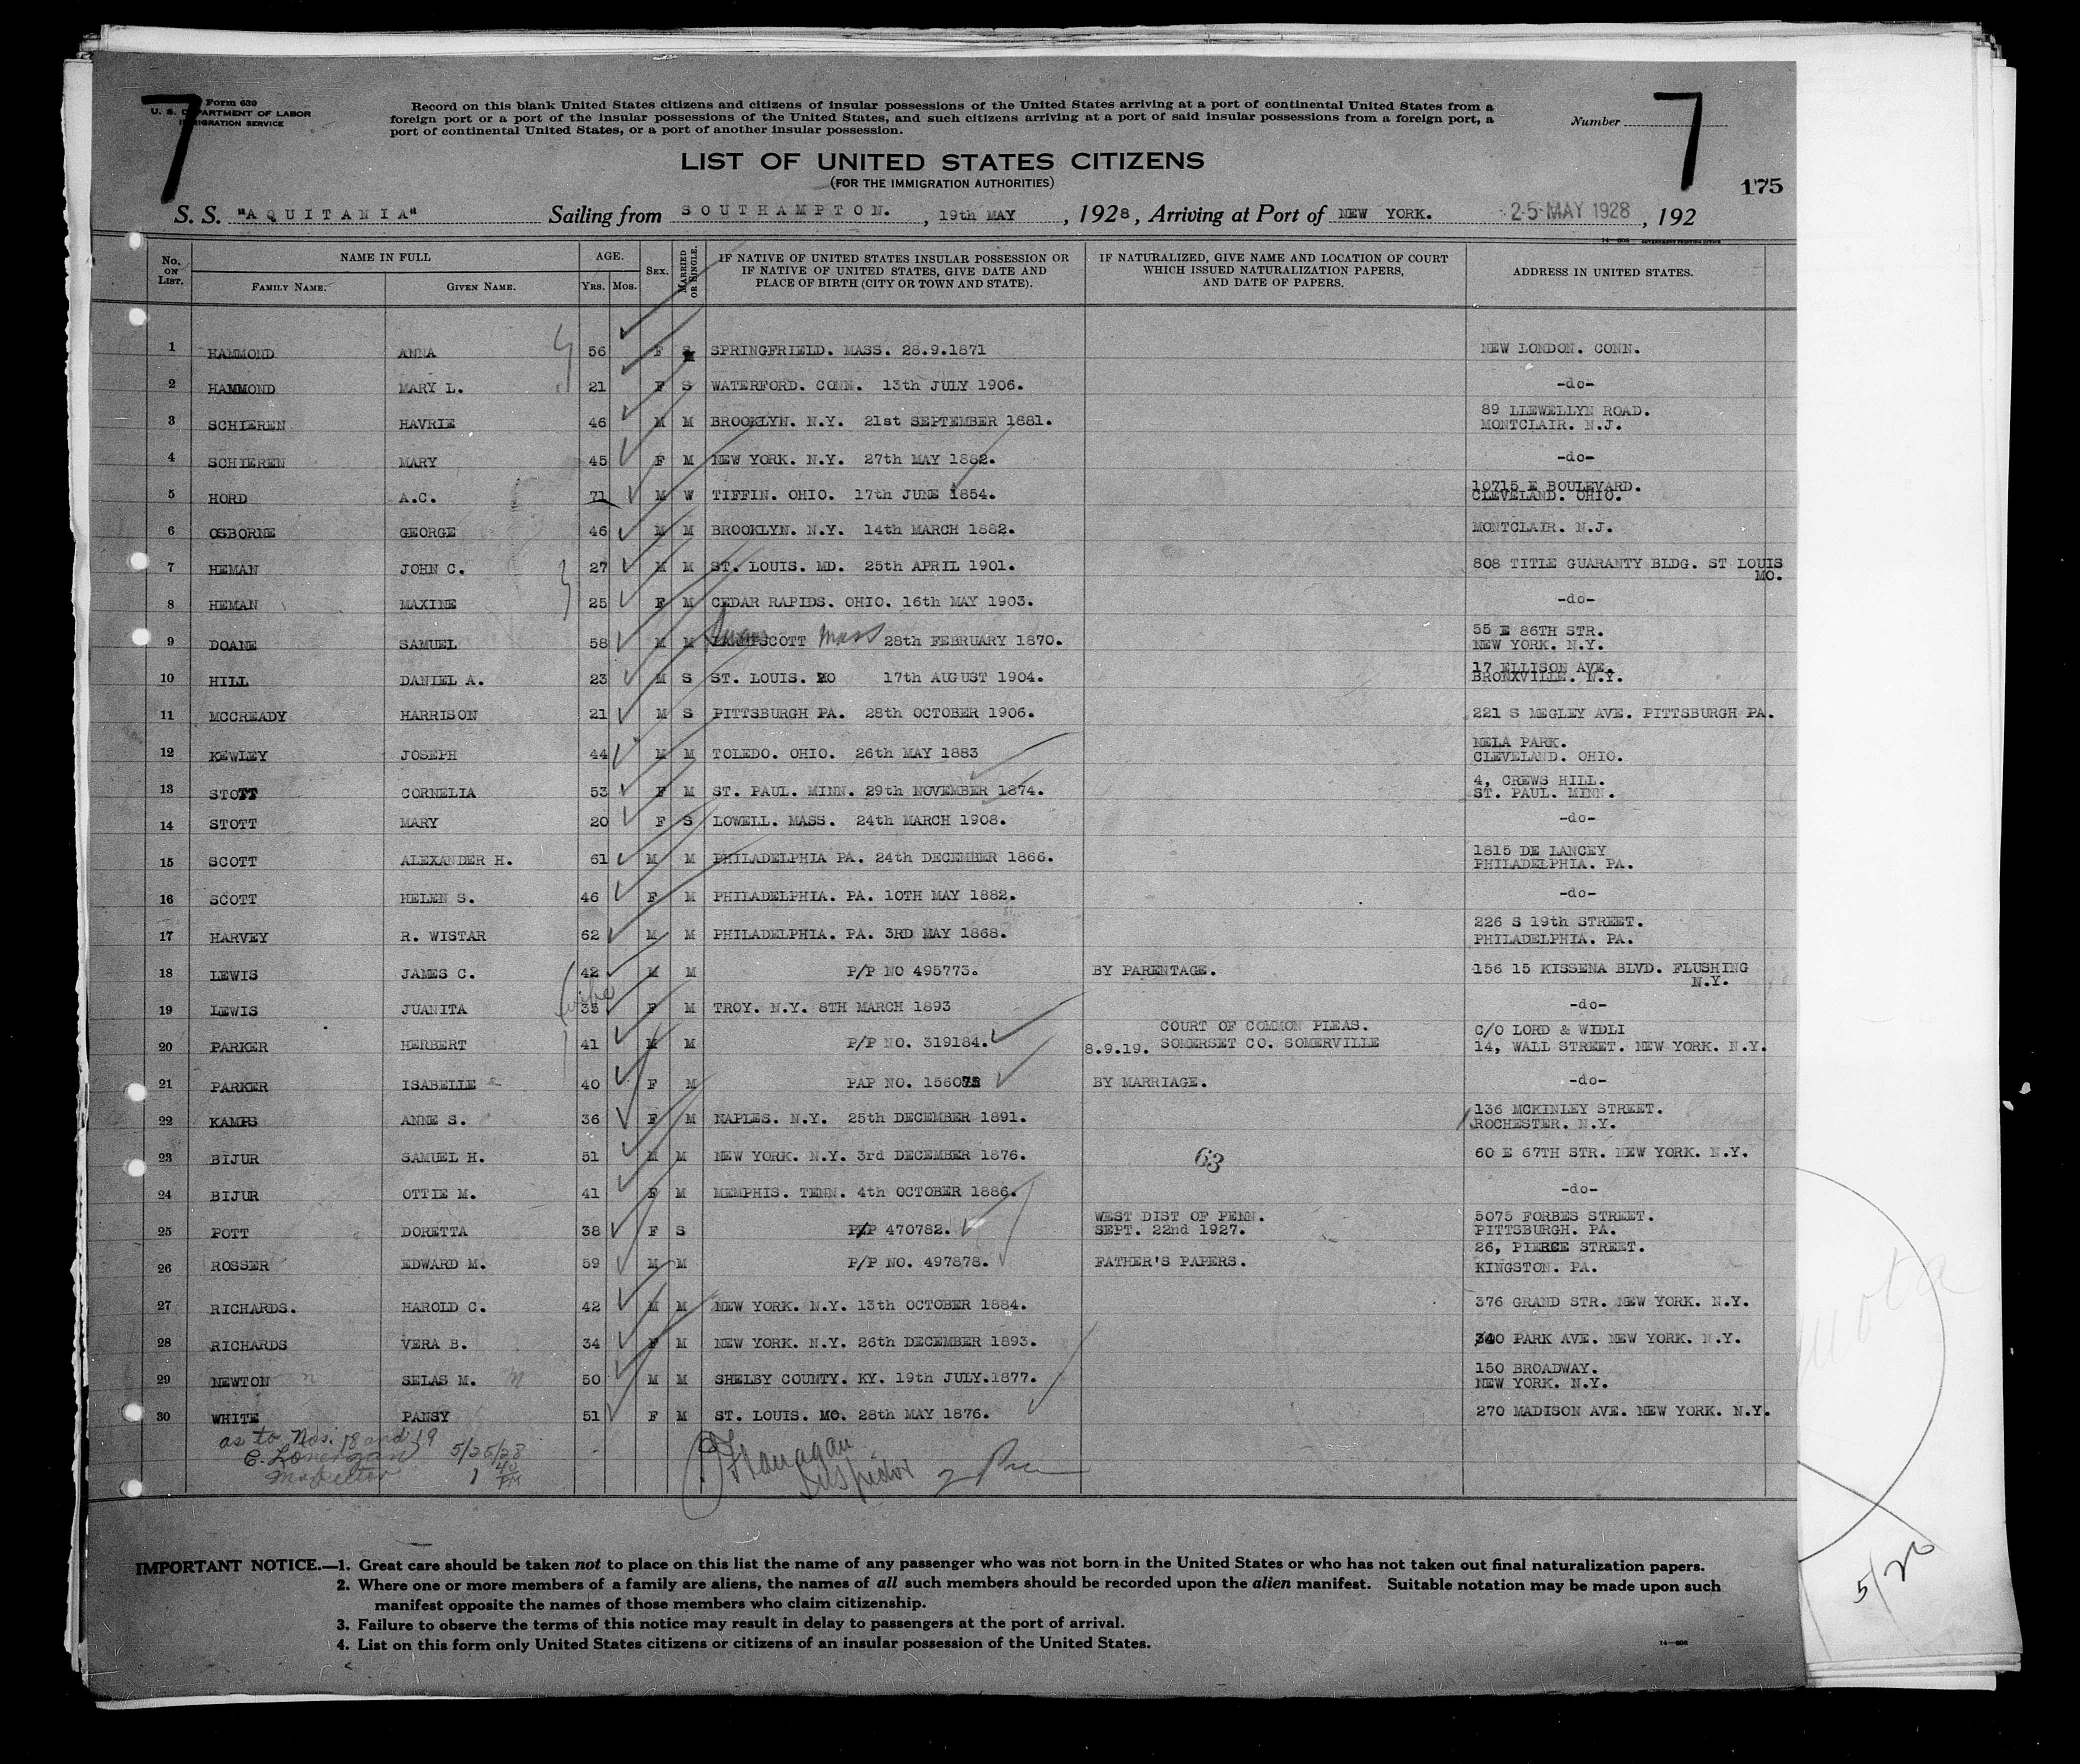 7
Form 630
U. S. DEPARTMENT OF LABOR
IMMIGRATION SERVICE
Record on this blank United States citizens and citizens of insular possessions of the United States arriving at a port of continental United States from a
foreign port or a port of the insular possessions of the United States, and such citizens arriving at a port of said insular possessions from a foreign port, a
port of continental United States, or a port of another insular possession.
Number
7
LIST OF UNITED STATES CITIZENS
(FOR THE IMMIGRATION AUTHORITIES)
175
S. S. "AQUITANIA" Sailing from SOUTHAMPTON. , 19th MAY , 1928, Arriving at Port of NEW YORK. 25 MAY 1928 , 192
No. ON LIST. NAME IN FULL FAMILY NAME. GIVEN NAME. AGE. YRS. MOS. SEX. MARRIED OR SINGLE. IF NATIVE OF UNITED STATES INSULAR POSSESSION OR IF NATIVE OF UNITED STATES, GIVE DATE AND PLACE OF BIRTH (CITY OR TOWN AND STATE). IF NATURALIZED, GIVE NAME AND LOCATION OF COURT WHICH ISSUED NATURALIZATION PAPERS, AND DATE OF PAPERS. ADDRESS IN UNITED STATES.
1 HAMMOND ANNA 56 F M SPRINGFRIELD. MASS. 28.9.1871 NEW LONDON. CONN.
2 HAMMOND MARY L. 21 F S WATERFORD. CONN. 13th JULY 1906. -do-
3 SCHIEREN HAVRIE 46 M M BROOKLYN. N.Y. 21st SEPTEMBER 1881. 89 LLEWELLYN ROAD. MONTCLAIR. N.J.
4 SCHIEREN MARY 45 F M NEW YORK. N.Y. 27th MAY 1882. -do-
5 HORD A.C. 71 M W TIFFIN. OHIO. 17th JUNE 1854. 10715 E BOULEVARD. CLEVELAND. OHIO.
6 OSBORNE GEORGE 46 M M BROOKLYN. N.Y. 14th MARCH 1882. MONTCLAIR. N.J.
7 HEMAN JOHN C. 27 M M ST. LOUIS. MD. 25th APRIL 1901. 808 TITLE GUARANTY BLDG. ST LOUIS MO.
8 HEMAN MAXINE 25 F M CEDAR RAPIDS. OHIO. 16th MAY 1903. -do-
9 DOANE SAMUEL 58 M M SCOTT Mass 28th FEBRUARY 1870. 55 E 86TH STR. NEW YORK. N.Y.
10 HILL DANIEL A. 23 M S ST. LOUIS. MO 17th AUGUST 1904. 17 ELLISON AVE. BRONXVILLE. N.Y.
11 MCCREADY HARRISON 21 M S PITTSBURGH PA. 28th OCTOBER 1906. 221 S MEGLEY AVE. PITTSBURGH PA.
12 KEWLEY JOSEPH 44 M M TOLEDO. OHIO. 26th MAY 1883 NELA PARK. CLEVELAND. OHIO.
13 STOTT CORNELIA 53 F M ST. PAUL. MINN. 29th NOVEMBER 1874. 4, CREWS HILL. ST. PAUL. MINN.
14 STOTT MARY 20 F S LOWELL. MASS. 24th MARCH 1908. -do-
15 SCOTT ALEXANDER H. 61 M M PHILADELPHIA PA. 24th DECEMBER 1866. 1815 DE LANCEY PHILADELPHIA. PA.
16 SCOTT HELEN S. 46 F M PHILADELPHIA. PA. 10TH MAY 1882. -do-
17 HARVEY R. WISTAR 62 M M PHILADELPHIA. PA. 3RD MAY 1868. 226 S 19th STREET. PHILADELPHIA. PA.
18 LEWIS JAMES C. 42 M M P/P NO 495773. BY PARENTAGE. 156 15 KISSENA BLVD. FLUSHING N.Y.
19 LEWIS JUANITA wife 35 F M TROY. N.Y. 8TH MARCH 1893 -do-
20 PARKER HERBERT 41 M M P/P NO. 319184. 8.9.19. COURT OF COMMON PLEAS. SOMERSET CO. SOMERVILLE C/O LORD & WIDLI 14, WALL STREET. NEW YORK. N.Y.
21 PARKER ISABELLE 40 F M PAP NO. 156075 BY MARRIAGE. -do-
22 KAMPS ANNE S. 36 F M NAPLES. N.Y. 25th DECEMBER 1891. 136 MCKINLEY STREET. ROCHESTER. N.Y.
23 BIJUR SAMUEL H. 51 M M NEW YORK. N.Y. 3rd DECEMBER 1876. 63 60 E 67TH STR. NEW YORK. N.Y.
24 BIJUR OTTIE M. 41 F M MEMPHIS. TENN. 4th OCTOBER 1886. -do-
25 POTT DORETTA 38 F S P/P 470782. WEST DIST OF PENN. SEPT. 22nd 1927. 5075 FORBES STREET. PITTSBURGH. PA.
26 ROSSER EDWARD M. 59 M M P/P NO. 497878. FATHER'S PAPERS. 26, PIERCE STREET. KINGSTON. PA.
27 RICHARDS. HAROLD C. 42 M M NEW YORK. N.Y. 13th OCTOBER 1884. 376 GRAND STR. NEW YORK. N.Y.
28 RICHARDS VERA B. 34 F M NEW YORK. N.Y. 26th DECEMBER 1893. 340 PARK AVE. NEW YORK. N.Y.
29 NEWTON SELAS M. 50 M M SHELBY COUNTY. KY. 19th JULY.1877. 150 BROADWAY. NEW YORK. N.Y.
30 WHITE PANSY 51 F M ST. LOUIS. MO. 28th MAY 1876. 270 MADISON AVE. NEW YORK. N.Y.
as to Nos. 18 and 19
E. Lonergan 5/25/28
Inspector 1 40 PM
Flanagan
Inspector
5/20
IMPORTANT NOTICE.—1. Great care should be taken not to place on this list the name of any passenger who was not born in the United States or who has not taken out final naturalization papers.
2. Where one or more members of a family are aliens, the names of all such members should be recorded upon the alien manifest. Suitable notation may be made upon such
manifest opposite the names of those members who claim citizenship.
3. Failure to observe the terms of this notice may result in delay to passengers at the port of arrival.
4. List on this form only United States citizens or citizens of an insular possession of the United States.